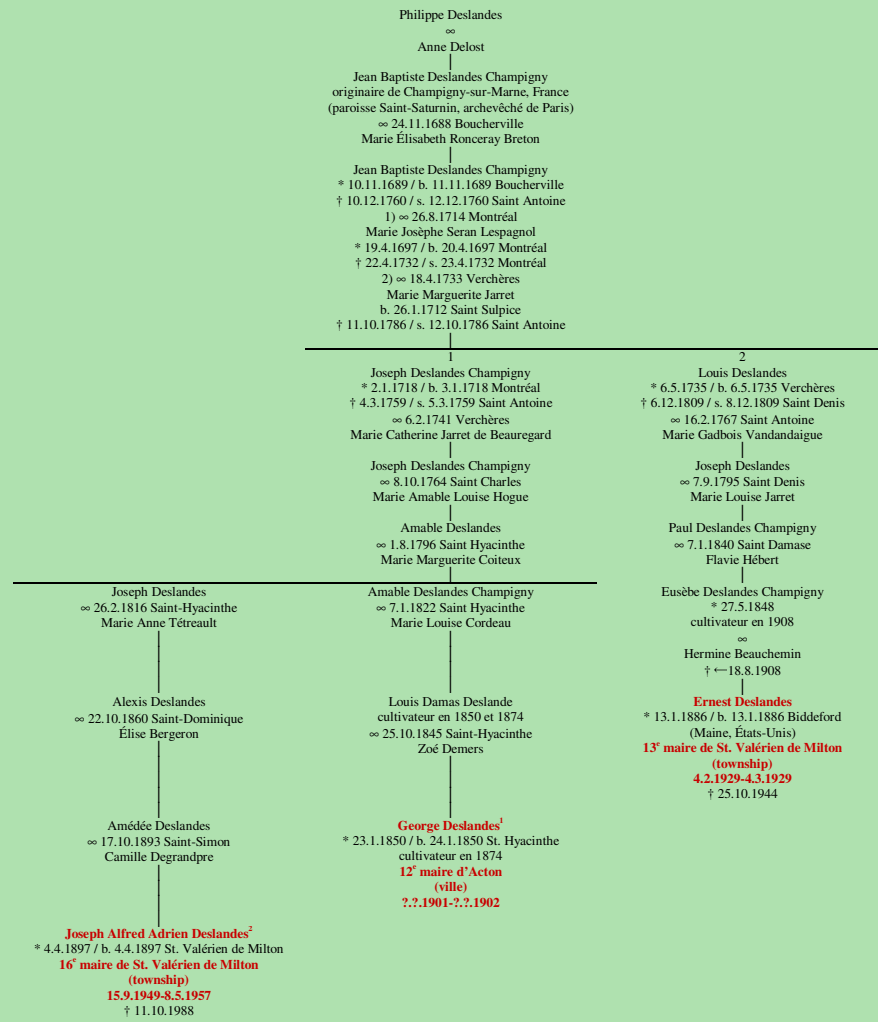 Philippe Deslandes
∞
Anne Delost
Jean Baptiste Deslandes Champigny
originaire de Champigny-sur-Marne, France
(paroisse Saint-Saturnin, archevêché de Paris)
∞ 24.11.1688 Boucherville
Marie Élisabeth Ronceray Breton
Jean Baptiste Deslandes Champigny
* 10.11.1689 / b. 11.11.1689 Boucherville
† 10.12.1760 / s. 12.12.1760 Saint Antoine
1) ∞ 26.8.1714 Montréal
Marie Josèphe Seran Lespagnol
* 19.4.1697 / b. 20.4.1697 Montréal
† 22.4.1732 / s. 23.4.1732 Montréal
2) ∞ 18.4.1733 Verchères
Marie Marguerite Jarret
b. 26.1.1712 Saint Sulpice
† 11.10.1786 / s. 12.10.1786 Saint Antoine
1
Joseph Deslandes Champigny
* 2.1.1718 / b. 3.1.1718 Montréal
† 4.3.1759 / s. 5.3.1759 Saint Antoine
∞ 6.2.1741 Verchères
Marie Catherine Jarret de Beauregard
Joseph Deslandes Champigny
∞ 8.10.1764 Saint Charles
Marie Amable Louise Hogue
Amable Deslandes
∞ 1.8.1796 Saint Hyacinthe
Marie Marguerite Coiteux
2
Louis Deslandes
* 6.5.1735 / b. 6.5.1735 Verchères
† 6.12.1809 / s. 8.12.1809 Saint Denis
∞ 16.2.1767 Saint Antoine
Marie Gadbois Vandandaigue
Joseph Deslandes
∞ 7.9.1795 Saint Denis
Marie Louise Jarret
Paul Deslandes Champigny
∞ 7.1.1840 Saint Damase
Flavie Hébert
Eusèbe Deslandes Champigny
* 27.5.1848
cultivateur en 1908
∞
Hermine Beauchemin
† ←18.8.1908
Ernest Deslandes
* 13.1.1886 / b. 13.1.1886 Biddeford
(Maine, États-Unis)
13e maire de St. Valérien de Milton
(township)
4.2.1929-4.3.1929
† 25.10.1944
Joseph Deslandes
∞ 26.2.1816 Saint-Hyacinthe
Marie Anne Tétreault
Alexis Deslandes
∞ 22.10.1860 Saint-Dominique
Élise Bergeron
Amédée Deslandes
∞ 17.10.1893 Saint-Simon
Camille Degrandpre
Joseph Alfred Adrien Deslandes2
* 4.4.1897 / b. 4.4.1897 St. Valérien de Milton
16e maire de St. Valérien de Milton
(township)
15.9.1949-8.5.1957
† 11.10.1988
Amable Deslandes Champigny
∞ 7.1.1822 Saint Hyacinthe
Marie Louise Cordeau
Louis Damas Deslande
cultivateur en 1850 et 1874
∞ 25.10.1845 Saint-Hyacinthe
Zoé Demers
George Deslandes1
* 23.1.1850 / b. 24.1.1850 St. Hyacinthe
cultivateur en 1874
12e maire d'Acton
(ville)
?.?.1901-?.?.1902